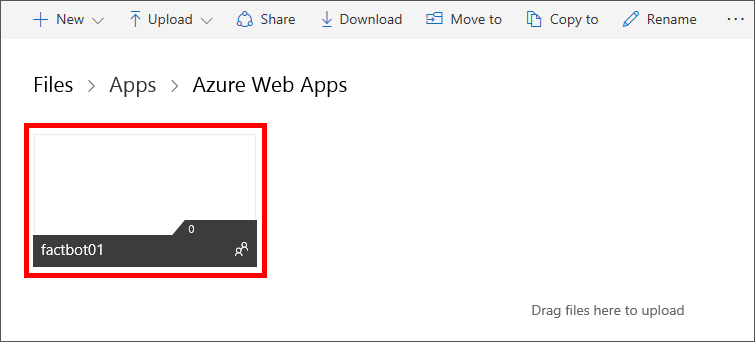 New Upload Share Download Move to Copy to Rename ...
Files > Apps > Azure Web Apps
0
factbot01
Drag files here to upload